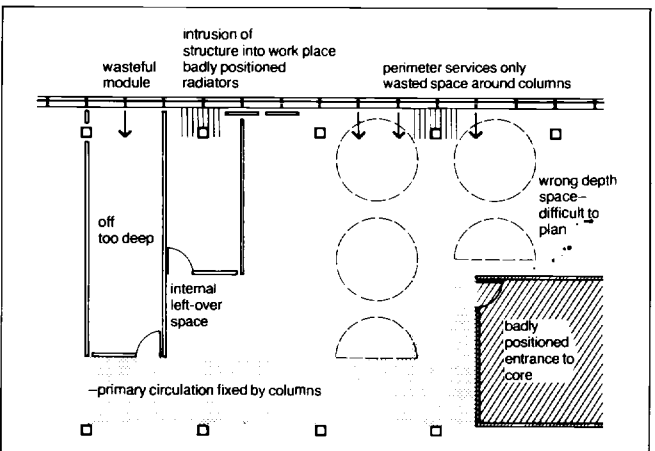 wasteful
module
intrusion of
structure into work place
badly positioned
radiators
perimeter services only
wasted space around columns
off
too deep
internal
left-over
space
wrong depth
space–
difficult to
plan
badly
positioned
entrance to
core
–primary circulation fixed by columns